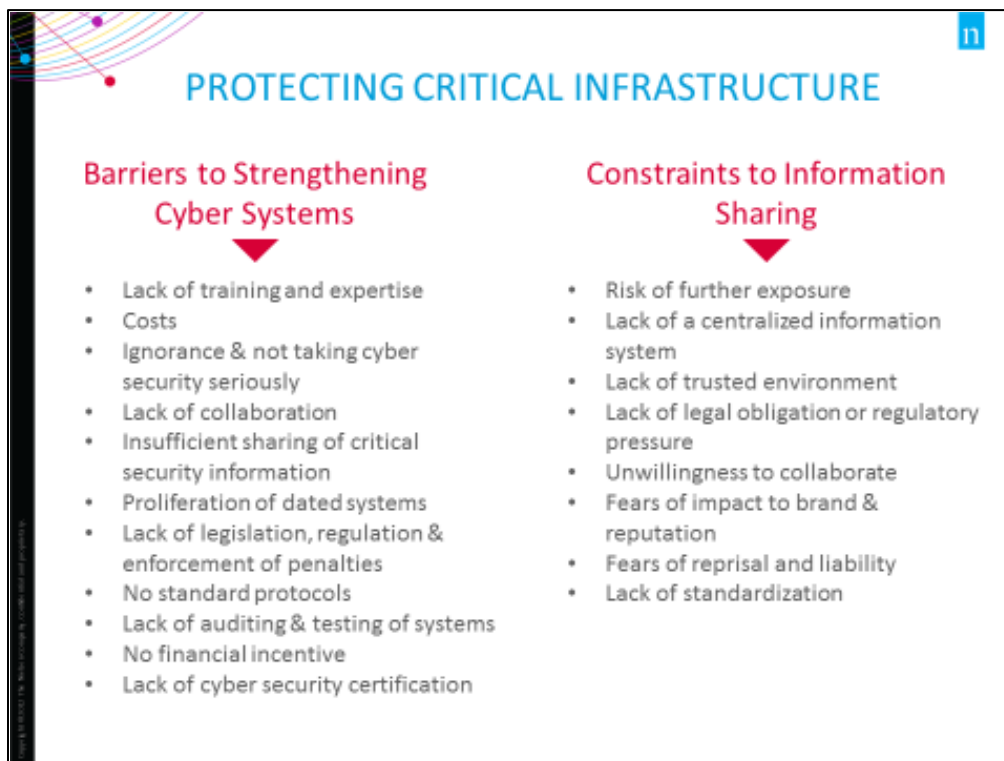 n
PROTECTING CRITICAL INFRASTRUCTURE
Barriers to Strengthening
Cyber Systems
• Lack of training and expertise
• Costs
• Ignorance & not taking cyber
security seriously
• Lack of collaboration
• Insufficient sharing of critical
security information
• Proliferation of dated systems
• Lack of legislation, regulation &
enforcement of penalties
• No standard protocols
• Lack of auditing & testing of systems
• No financial incentive
• Lack of cyber security certification
Constraints to Information
Sharing
• Risk of further exposure
• Lack of a centralized information
system
• Lack of trusted environment
• Lack of legal obligation or regulatory
pressure
• Unwillingness to collaborate
• Fears of impact to brand &
reputation
• Fears of reprisal and liability
• Lack of standardization